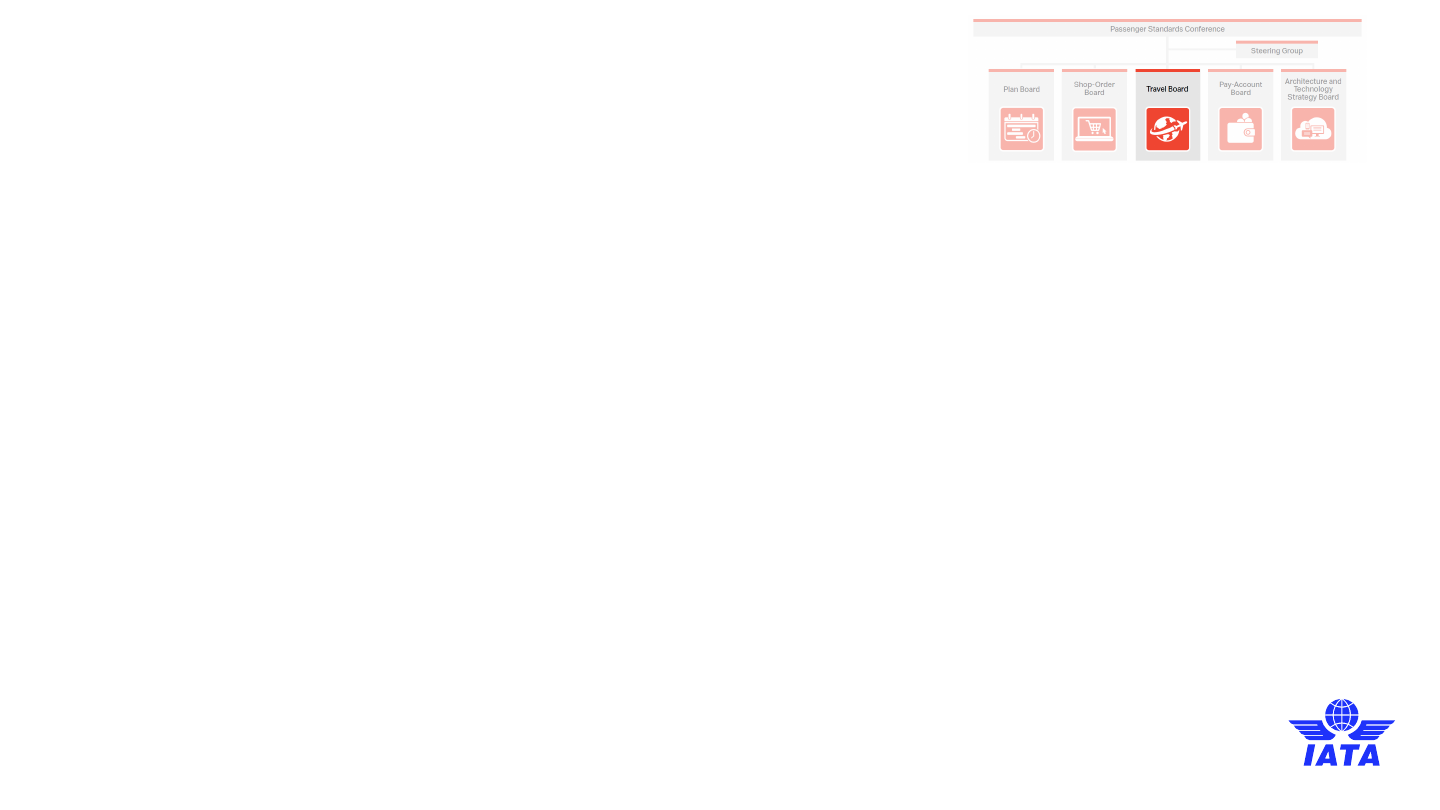 Passenger Standards Conference
Steering Group
Plan Board
Shop-Order
Board
Travel Board
Pay-Account
Board
Architecture and
Technology
Strategy Board
IATA